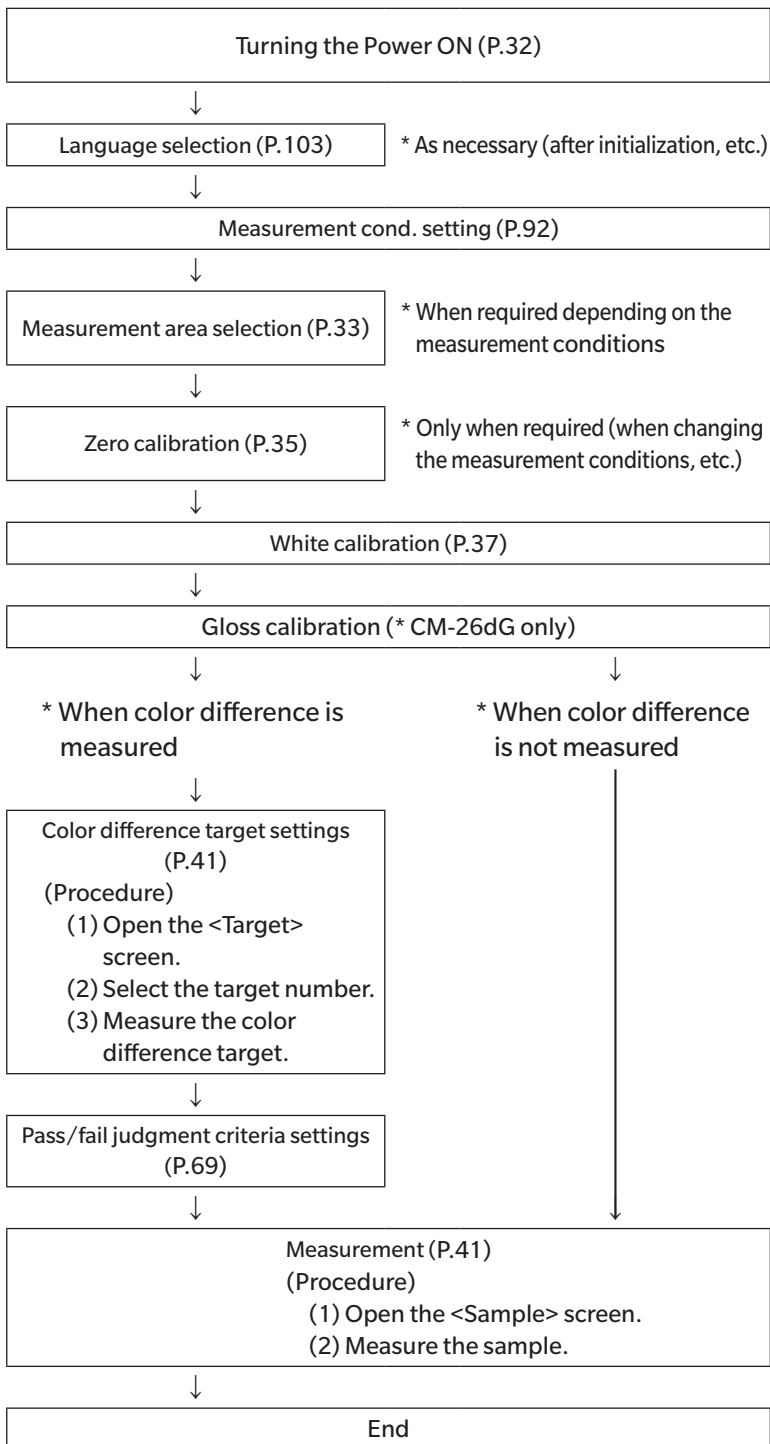 Turning the Power ON (P.32)
↓
Language selection (P.103)
* As necessary (after initialization, etc.)
↓
Measurement cond. setting (P.92)
↓
Measurement area selection (P.33)
* When required depending on the
measurement conditions
↓
Zero calibration (P.35)
* Only when required (when changing
the measurement conditions, etc.)
↓
White calibration (P.37)
↓
Gloss calibration (* CM-26dG only)
↓
* When color difference is
measured
↓
Color difference target settings
(P.41)
(Procedure)
(1) Open the <Target>
screen.
(2) Select the target number.
(3) Measure the color
difference target.
↓
Pass/fail judgment criteria settings
(P.69)
↓
↓
* When color difference
is not measured
Measurement (P.41)
(Procedure)
(1) Open the <Sample> screen.
(2) Measure the sample.
↓
End